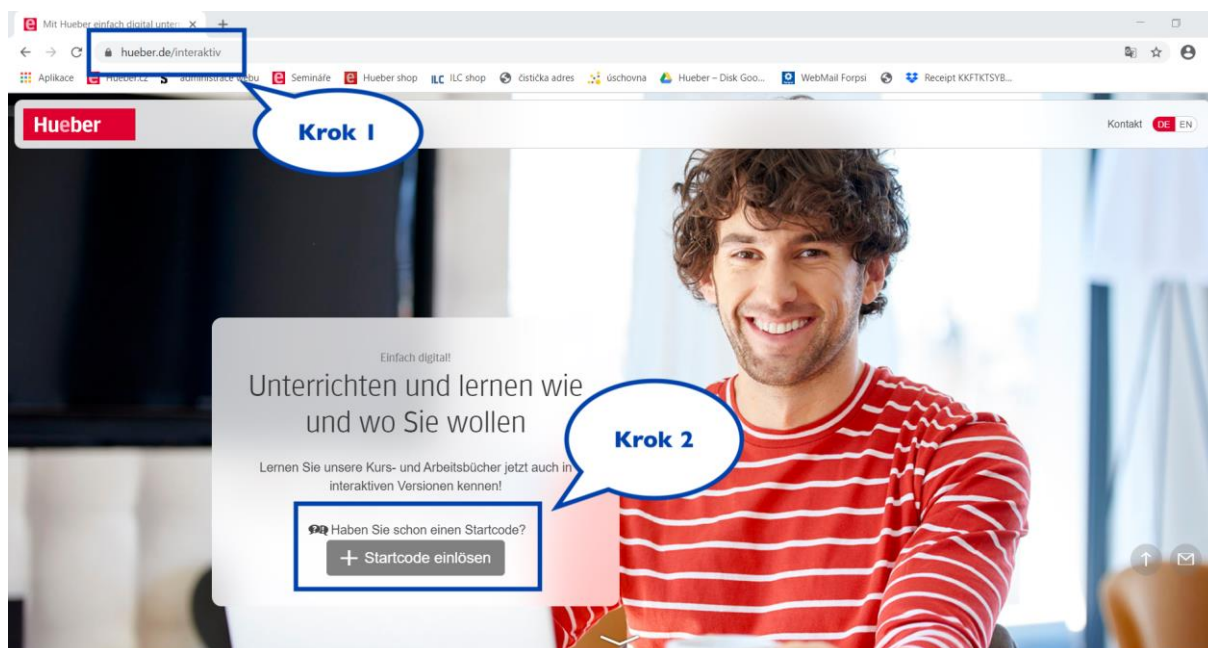 Mit Hueber einfach digital unter
hueber.de/interaktiv
Aplikace Hueber.cz administrace webu Semináře Hueber shop ILC ILC shop čistička adres úschovna Hueber – Disk Goo... WebMail Forpsi Receipt KKFTKTSYB...
Krok 1
Hueber
Kontakt DE EN
Einfach digital!
Unterrichten und lernen wie
und wo Sie wollen
Krok 2
Lernen Sie unsere Kurs- und Arbeitsbücher jetzt auch in
interaktiven Versionen kennen!
Haben Sie schon einen Startcode?
+ Startcode einlösen